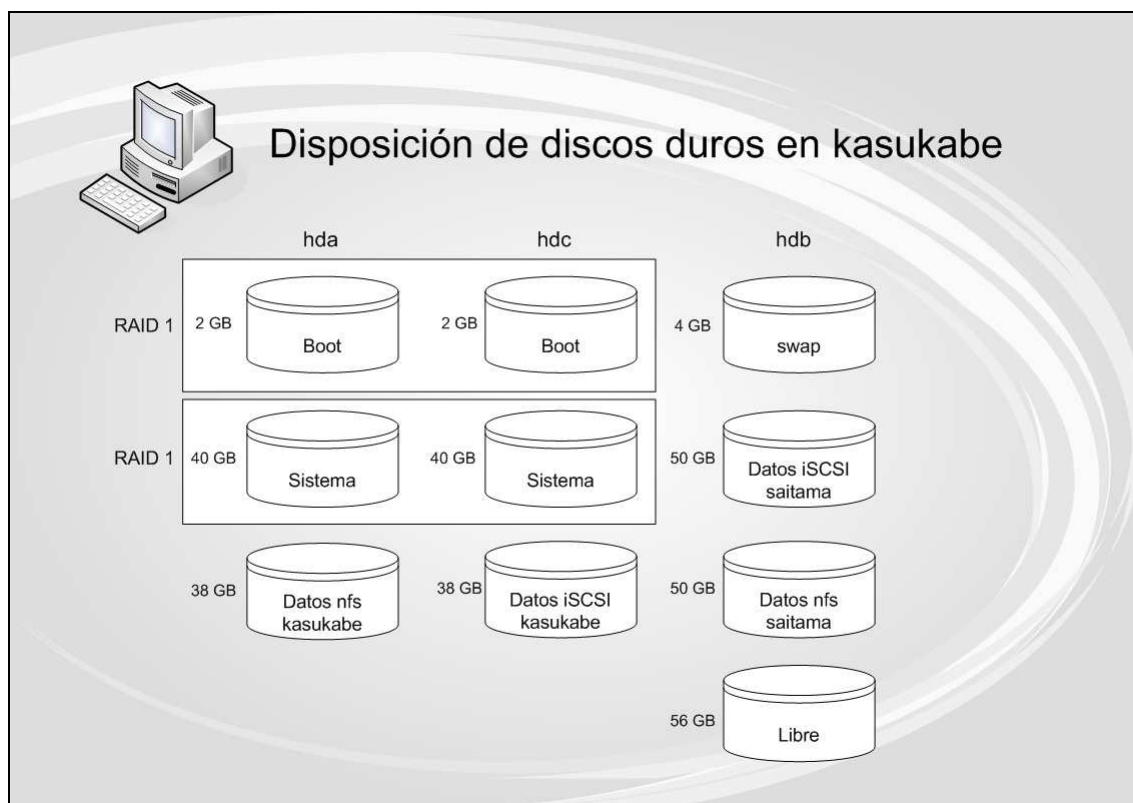 Disposición de discos duros en kasukabe
hda
hdc
hdb
RAID 1
2 GB
Boot
2 GB
Boot
4 GB
swap
RAID 1
40 GB
Sistema
40 GB
Sistema
50 GB
Datos iSCSI
saitama
38 GB
Datos nfs
kasukabe
38 GB
Datos iSCSI
kasukabe
50 GB
Datos nfs
saitama
56 GB
Libre